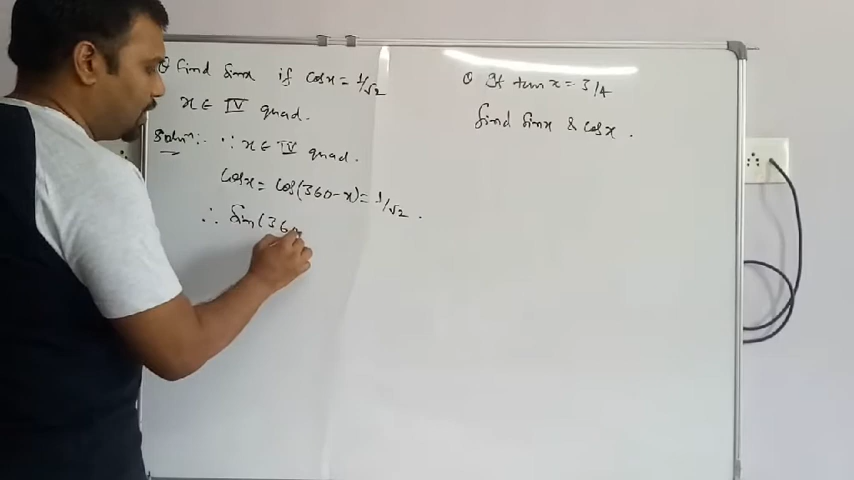 Q Find Sinx if Cosx = 1/√2
x ∈ IV quad.
Soln:- ∵ x ∈ IV quad.
Cosx = Cos(360-x) = 1/√2.
∴ Sin(360
Q If tan x = 3/4
find Sinx & Cosx.